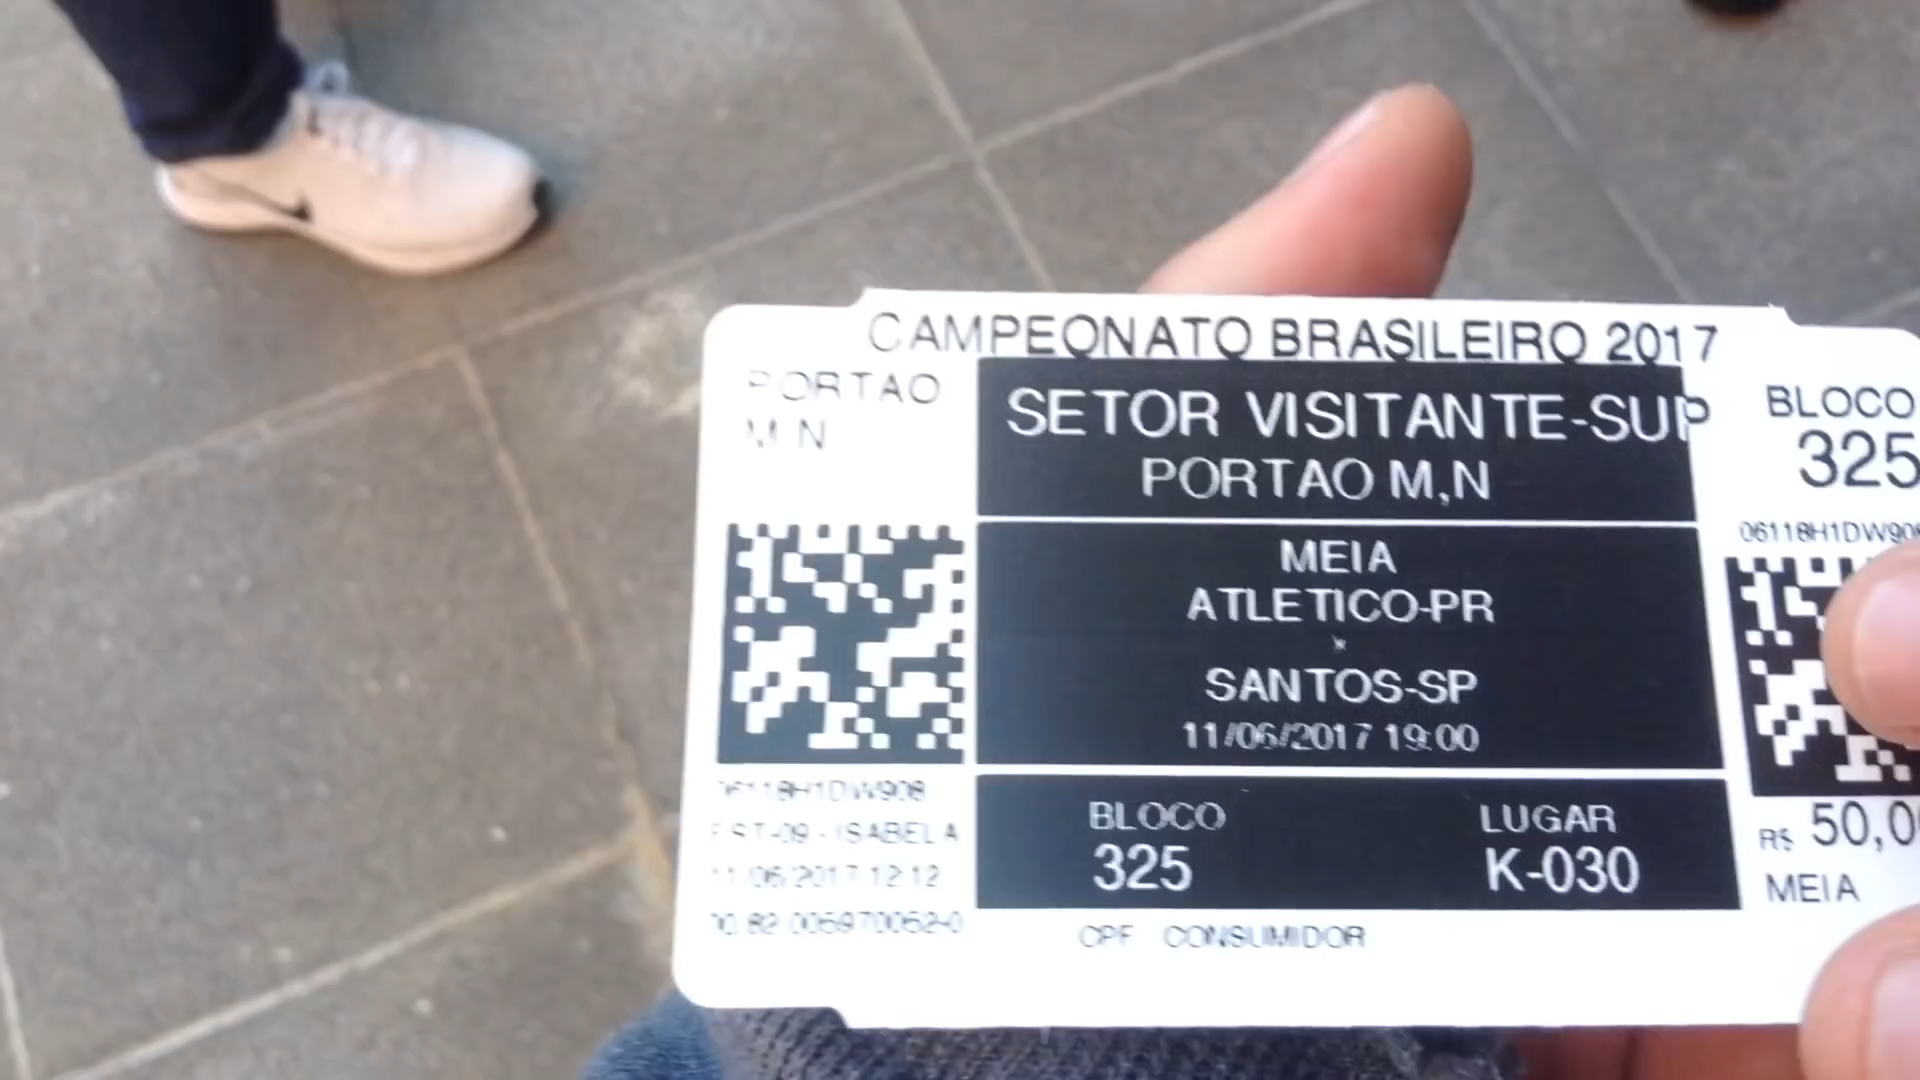 CAMPEONATO BRASILEIRO 2017
PORTAO
M N
SETOR VISITANTE-SUP
PORTAO M,N
BLOCO
325
MEIA
ATLETICO-PR
x
SANTOS-SP
11/06/2017 19:00
BLOCO
325
LUGAR
K-030
06118H1DW908
EST-09 - ISABELA
11/06/2017 12:12
CPF CONSUMIDOR
06118H1DW908
R$ 50,0
MEIA